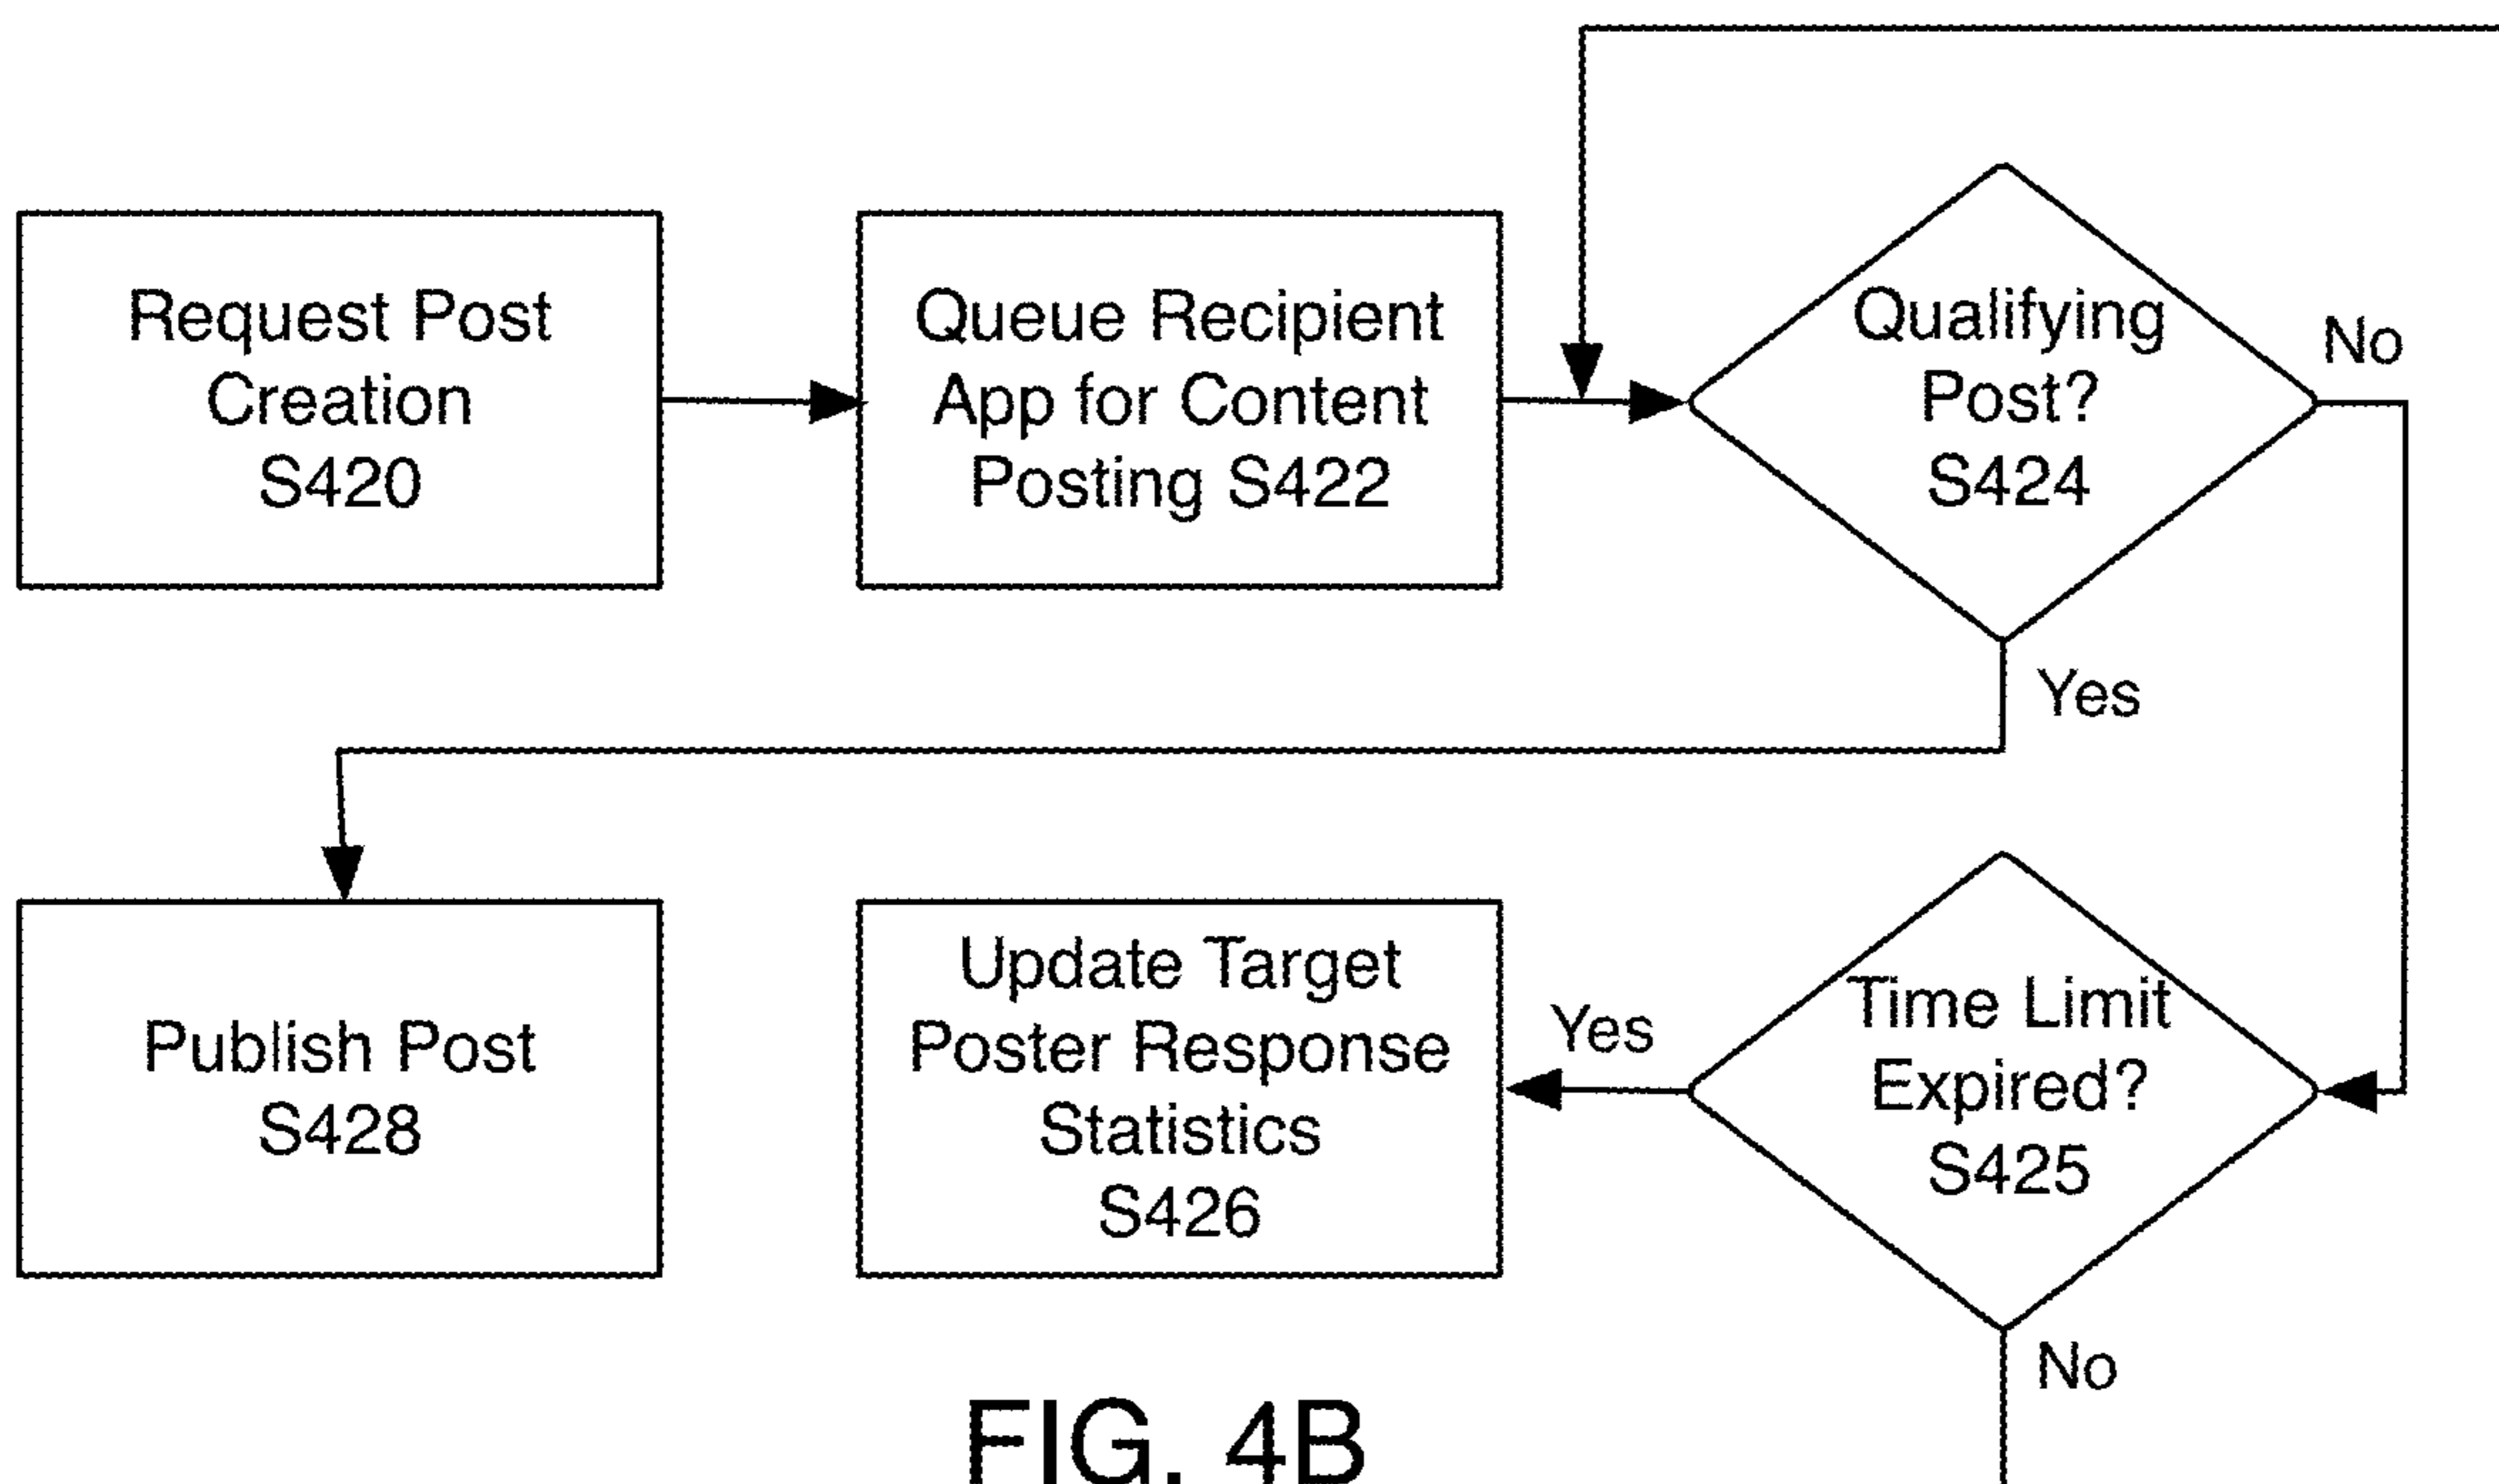 Request Post
Creation
S420
Queue Recipient
App for Content
Posting S422
Qualifying
Post?
S424
No
Yes
Publish Post
S428
Update Target
Poster Response
Statistics
S426
Yes
Time Limit
Expired?
S425
No
FIG. 4B